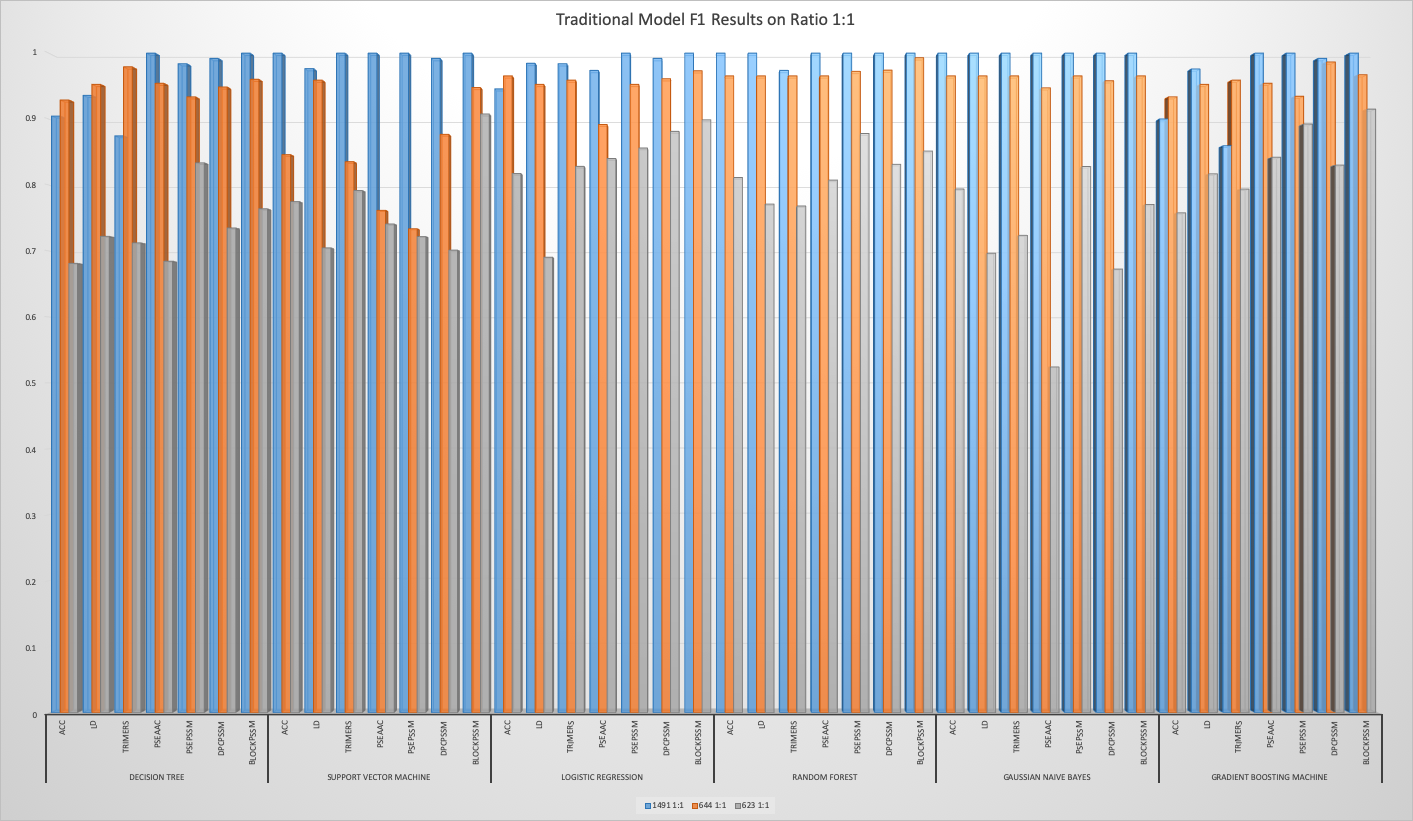 Traditional Model F1 Results on Ratio 1:1
1
0.9
0.8
0.7
0.6
0.5
0.4
0.3
0.2
0.1
0
ACC LD TRIMERS PSEAAC PSEPSSM DPCPSSM BLOCKPSSM ACC LD TRIMERS PSEAAC PSEPSSM DPCPSSM BLOCKPSSM ACC LD TRIMERS PSEAAC PSEPSSM DPCPSSM BLOCKPSSM ACC LD TRIMERS PSEAAC PSEPSSM DPCPSSM BLOCKPSSM ACC LD TRIMERS PSEAAC PSEPSSM DPCPSSM BLOCKPSSM ACC LD TRIMERS PSEAAC PSEPSSM DPCPSSM BLOCKPSSM
DECISION TREE SUPPORT VECTOR MACHINE LOGISTIC REGRESSION RANDOM FOREST GAUSSIAN NAIVE BAYES GRADIENT BOOSTING MACHINE
1491 1:1 644 1:1 623 1:1